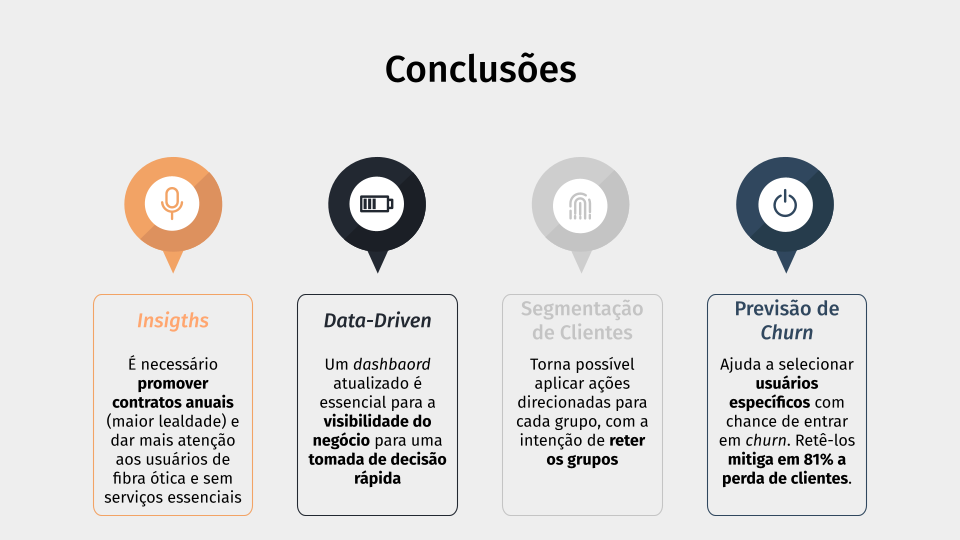 Conclusões
Insigths
É necessário
promover
contratos anuais
(maior lealdade) e
dar mais atenção
aos usuários de
fibra ótica e sem
serviços essenciais
Data-Driven
Um dashbaord
atualizado é
essencial para a
visibilidade do
negócio para uma
tomada de decisão
rápida
Segmentação
de Clientes
Torna possível
aplicar ações
direcionadas para
cada grupo, com a
intenção de reter
os grupos
Previsão de
Churn
Ajuda a selecionar
usuários
específicos com
chance de entrar
em churn. Retê-los
mitiga em 81% a
perda de clientes.